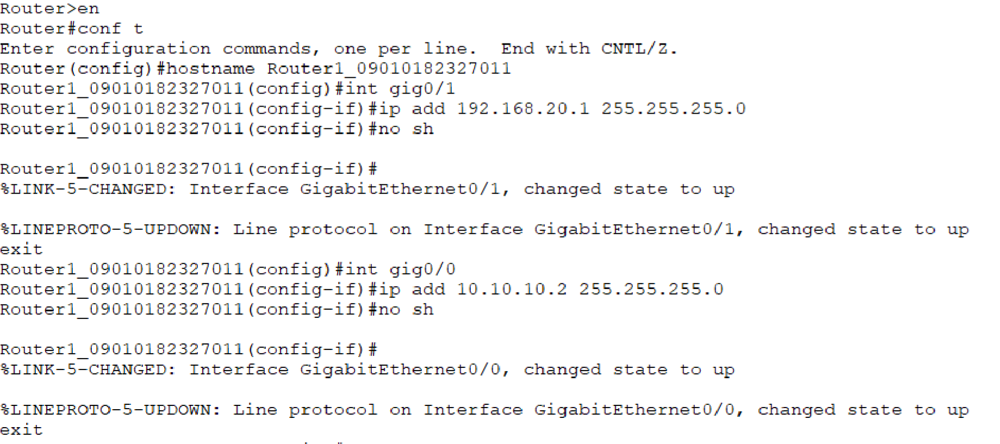 Router>en
Router#conf t
Enter configuration commands, one per line.  End with CNTL/Z.
Router(config)#hostname Router1_09010182327011
Router1_09010182327011(config)#int gig0/1
Router1_09010182327011(config-if)#ip add 192.168.20.1 255.255.255.0
Router1_09010182327011(config-if)#no sh
Router1_09010182327011(config-if)#
%LINK-5-CHANGED: Interface GigabitEthernet0/1, changed state to up
%LINEPROTO-5-UPDOWN: Line protocol on Interface GigabitEthernet0/1, changed state to up
exit
Router1_09010182327011(config)#int gig0/0
Router1_09010182327011(config-if)#ip add 10.10.10.2 255.255.255.0
Router1_09010182327011(config-if)#no sh
Router1_09010182327011(config-if)#
%LINK-5-CHANGED: Interface GigabitEthernet0/0, changed state to up
%LINEPROTO-5-UPDOWN: Line protocol on Interface GigabitEthernet0/0, changed state to up
exit